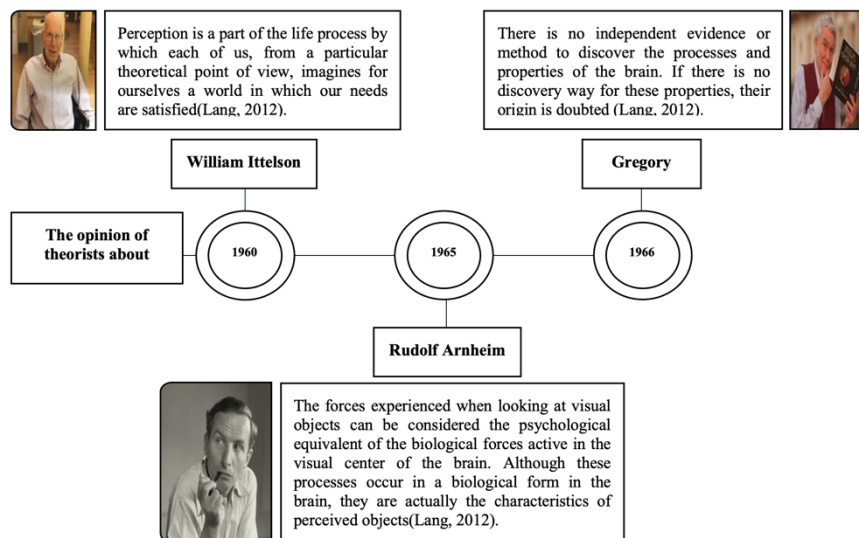 Perception is a part of the life process by
which each of us, from a particular
theoretical point of view, imagines for
ourselves a world in which our needs
are satisfied(Lang, 2012).
There is no independent evidence or
method to discover the processes and
properties of the brain. If there is no
discovery way for these properties, their
origin is doubted (Lang, 2012).
William Ittelson
Gregory
The opinion of
theorists about
1960
1965
1966
Rudolf Arnheim
The forces experienced when looking at visual
objects can be considered the psychological
equivalent of the biological forces active in the
visual center of the brain. Although these
processes occur in a biological form in the
brain, they are actually the characteristics of
perceived objects(Lang, 2012).